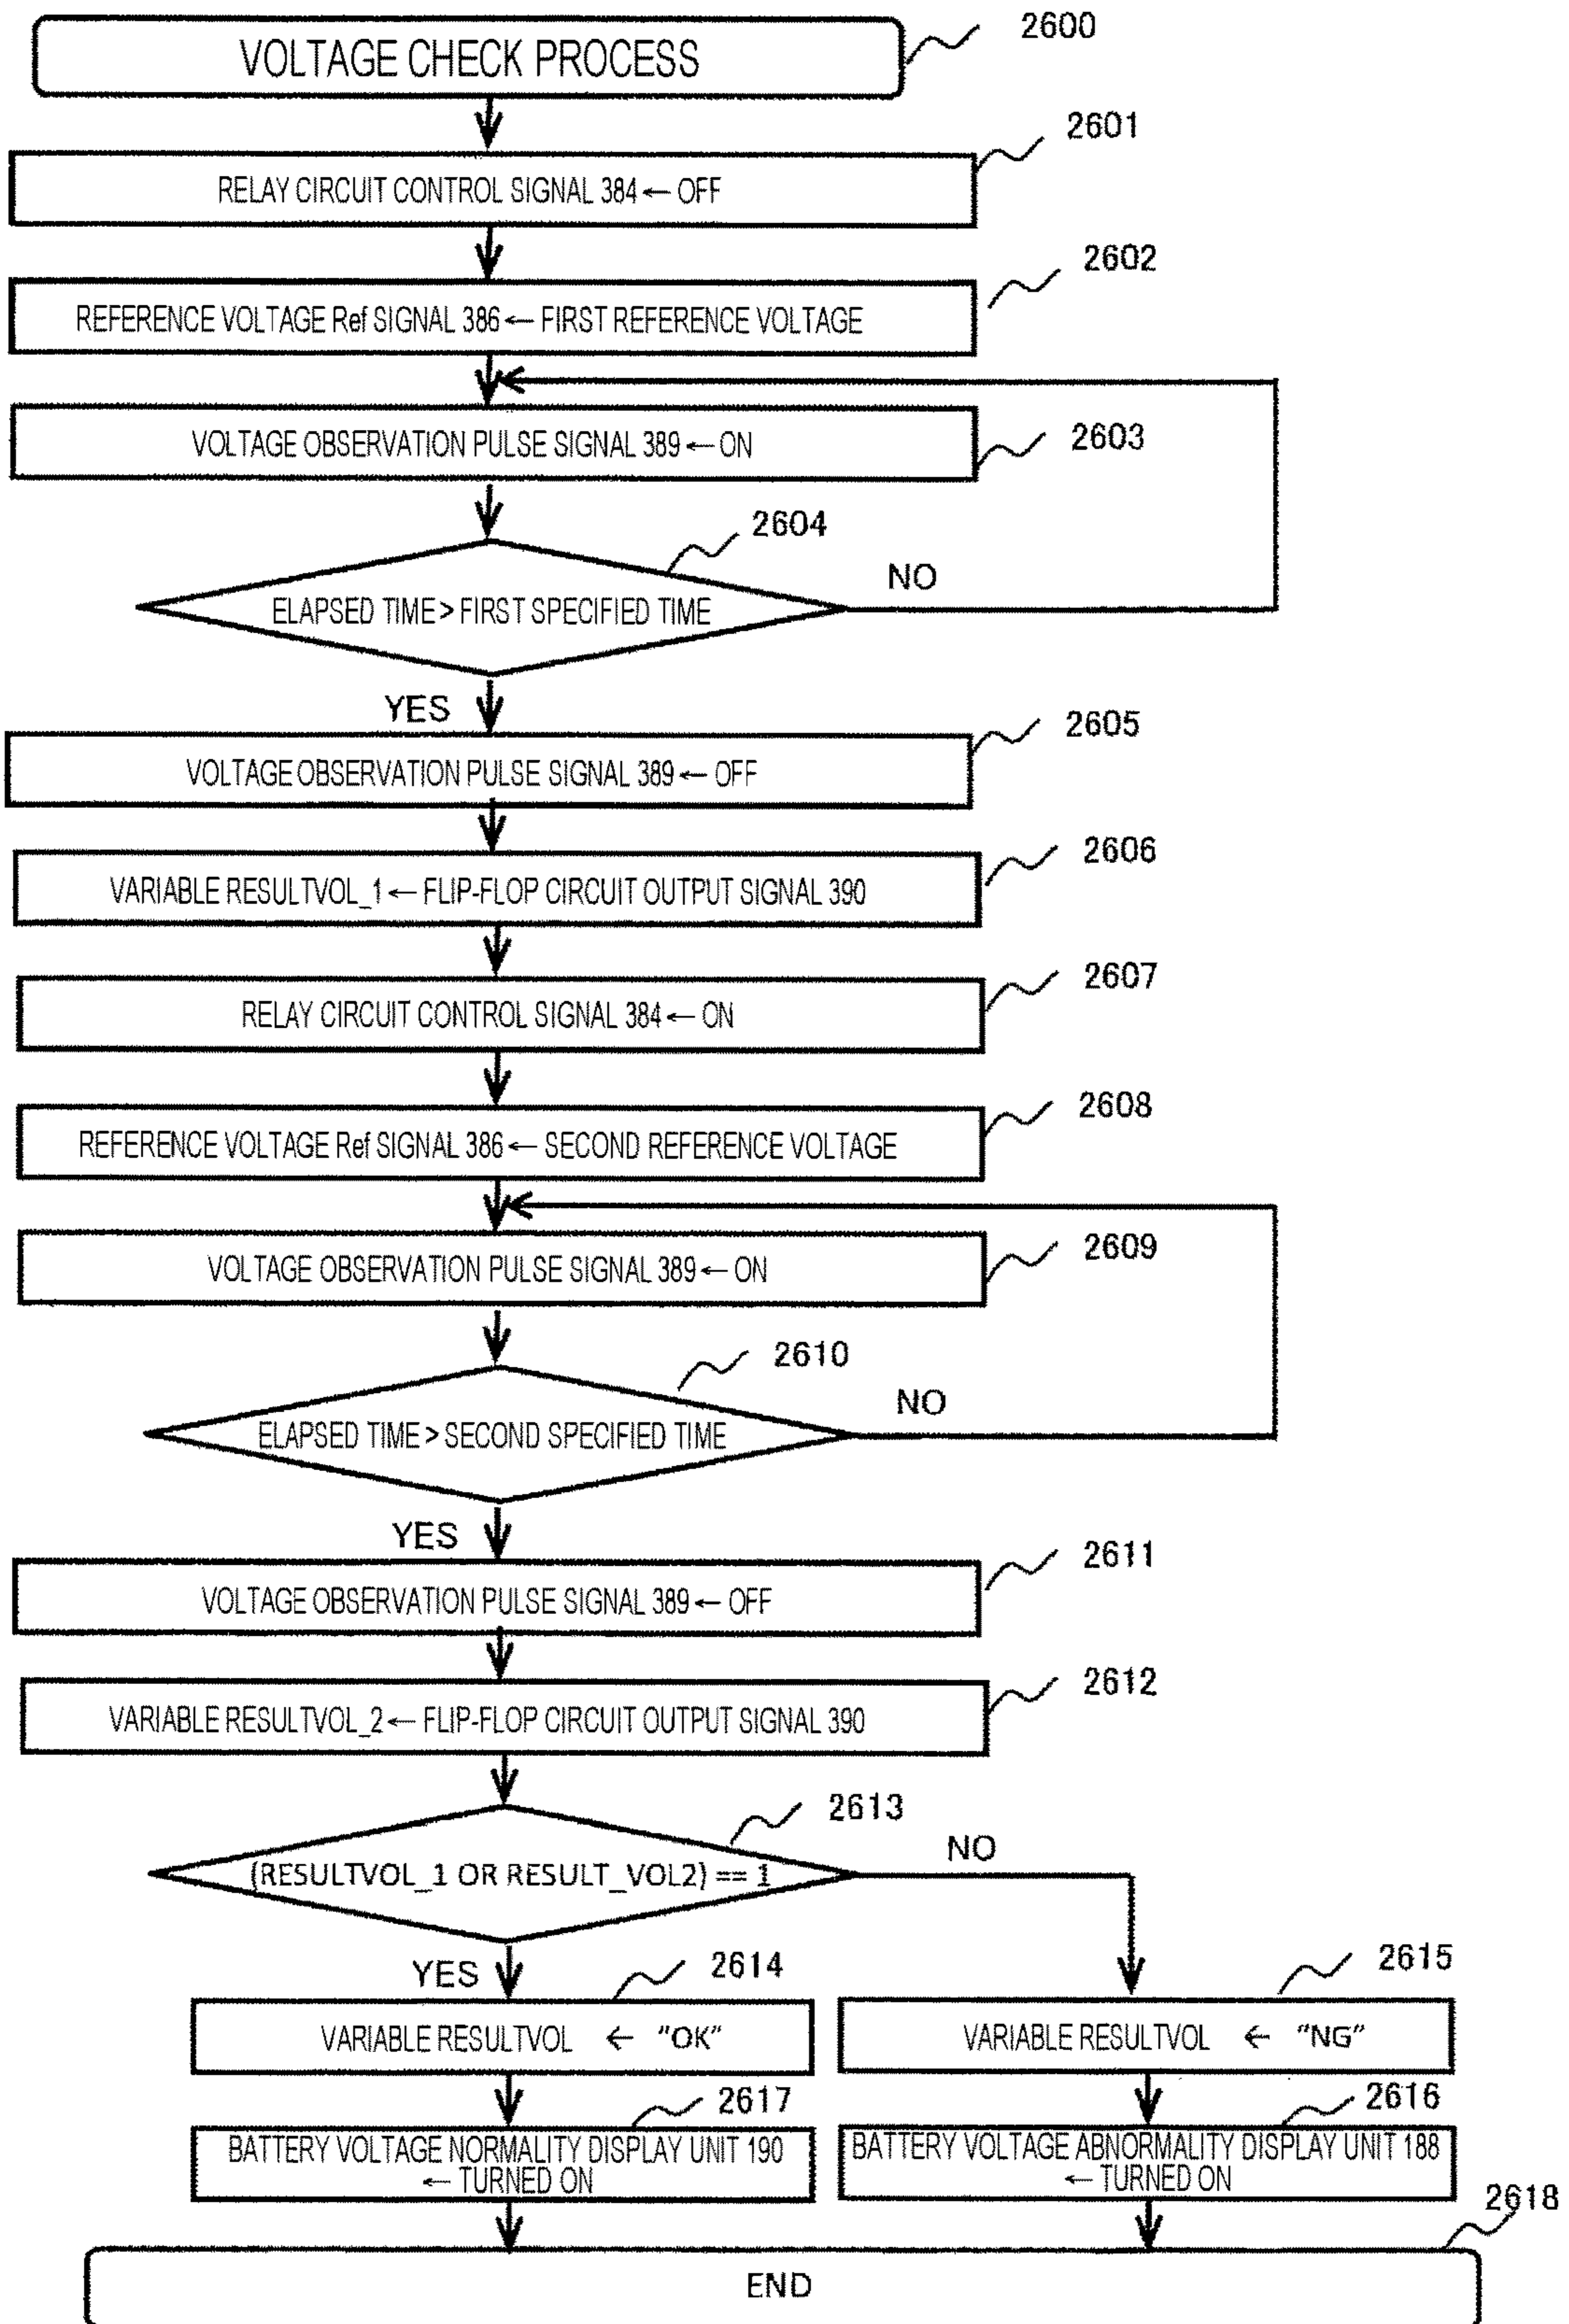 2600
VOLTAGE CHECK PROCESS
2601
RELAY CIRCUIT CONTROL SIGNAL 384 ← OFF
2602
REFERENCE VOLTAGE Ref SIGNAL 386 ← FIRST REFERENCE VOLTAGE
2603
VOLTAGE OBSERVATION PULSE SIGNAL 389 ← ON
2604
NO
ELAPSED TIME > FIRST SPECIFIED TIME
YES
2605
VOLTAGE OBSERVATION PULSE SIGNAL 389 ← OFF
2606
VARIABLE RESULTVOL_1 ← FLIP-FLOP CIRCUIT OUTPUT SIGNAL 390
2607
RELAY CIRCUIT CONTROL SIGNAL 384 ← ON
2608
REFERENCE VOLTAGE Ref SIGNAL 386 ← SECOND REFERENCE VOLTAGE
2609
VOLTAGE OBSERVATION PULSE SIGNAL 389 ← ON
2610
NO
ELAPSED TIME > SECOND SPECIFIED TIME
YES
2611
VOLTAGE OBSERVATION PULSE SIGNAL 389 ← OFF
2612
VARIABLE RESULTVOL_2 ← FLIP-FLOP CIRCUIT OUTPUT SIGNAL 390
2613
NO
(RESULTVOL_1 OR RESULT_VOL2) == 1
YES
2614
2615
VARIABLE RESULTVOL ← "OK"
VARIABLE RESULTVOL ← "NG"
2617
2616
BATTERY VOLTAGE NORMALITY DISPLAY UNIT 190
← TURNED ON
BATTERY VOLTAGE ABNORMALITY DISPLAY UNIT 188
← TURNED ON
2618
END